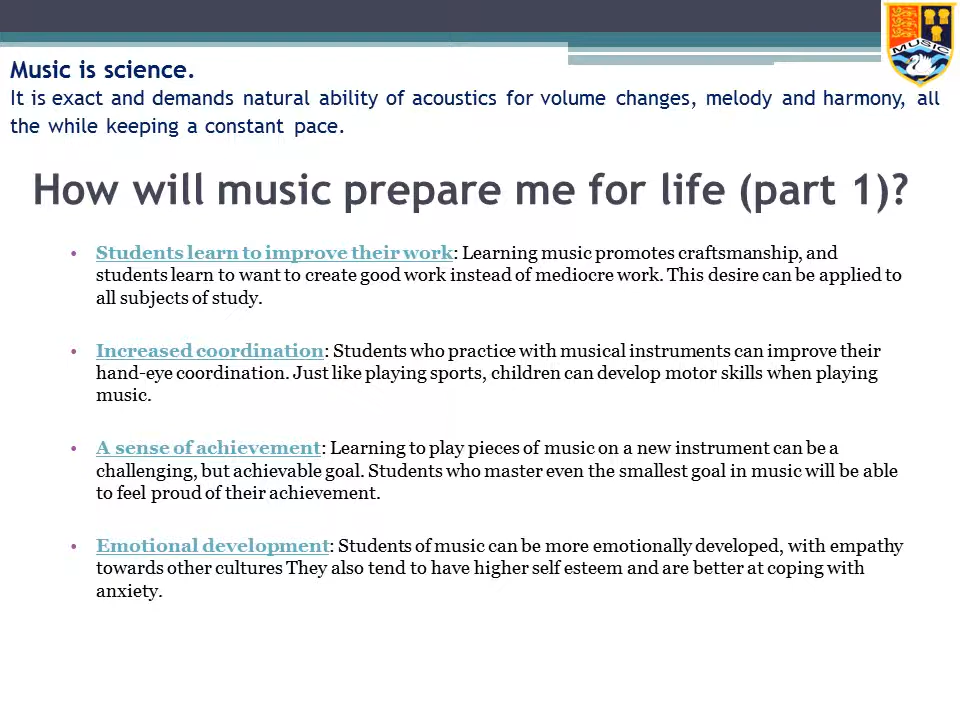 MUSIC
Music is science.
It is exact and demands natural ability of acoustics for volume changes, melody and harmony, all
the while keeping a constant pace.
How will music prepare me for life (part 1)?
• Students learn to improve their work: Learning music promotes craftsmanship, and
students learn to want to create good work instead of mediocre work. This desire can be applied to
all subjects of study.
• Increased coordination: Students who practice with musical instruments can improve their
hand-eye coordination. Just like playing sports, children can develop motor skills when playing
music.
• A sense of achievement: Learning to play pieces of music on a new instrument can be a
challenging, but achievable goal. Students who master even the smallest goal in music will be able
to feel proud of their achievement.
• Emotional development: Students of music can be more emotionally developed, with empathy
towards other cultures They also tend to have higher self esteem and are better at coping with
anxiety.